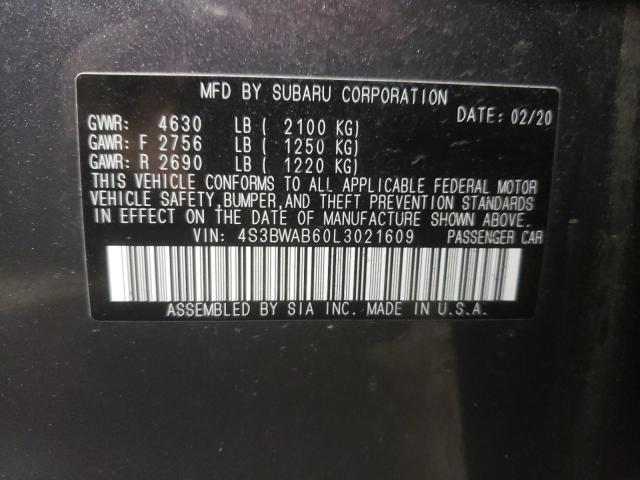 MFD BY SUBARU CORPORATION
DATE: 02/20
GVWR: 4630 LB ( 2100 KG)
GAWR: F 2756 LB ( 1250 KG)
GAWR: R 2690 LB ( 1220 KG)
THIS VEHICLE CONFORMS TO ALL APPLICABLE FEDERAL MOTOR
VEHICLE SAFETY,BUMPER,AND THEFT PREVENTION STANDARDS
IN EFFECT ON THE DATE OF MANUFACTURE SHOWN ABOVE.
VIN: 4S3BWAB60L3021609 PASSENGER CAR
ASSEMBLED BY SIA INC. MADE IN U.S.A.